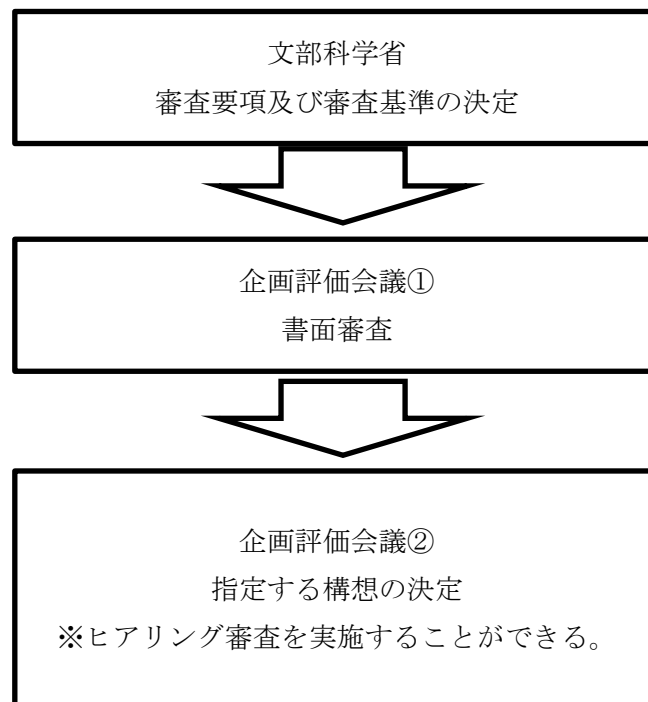 文部科学省
審査要項及び審査基準の決定
企画評価会議①
書面審査
企画評価会議②
指定する構想の決定
※ヒアリング審査を実施することができる。